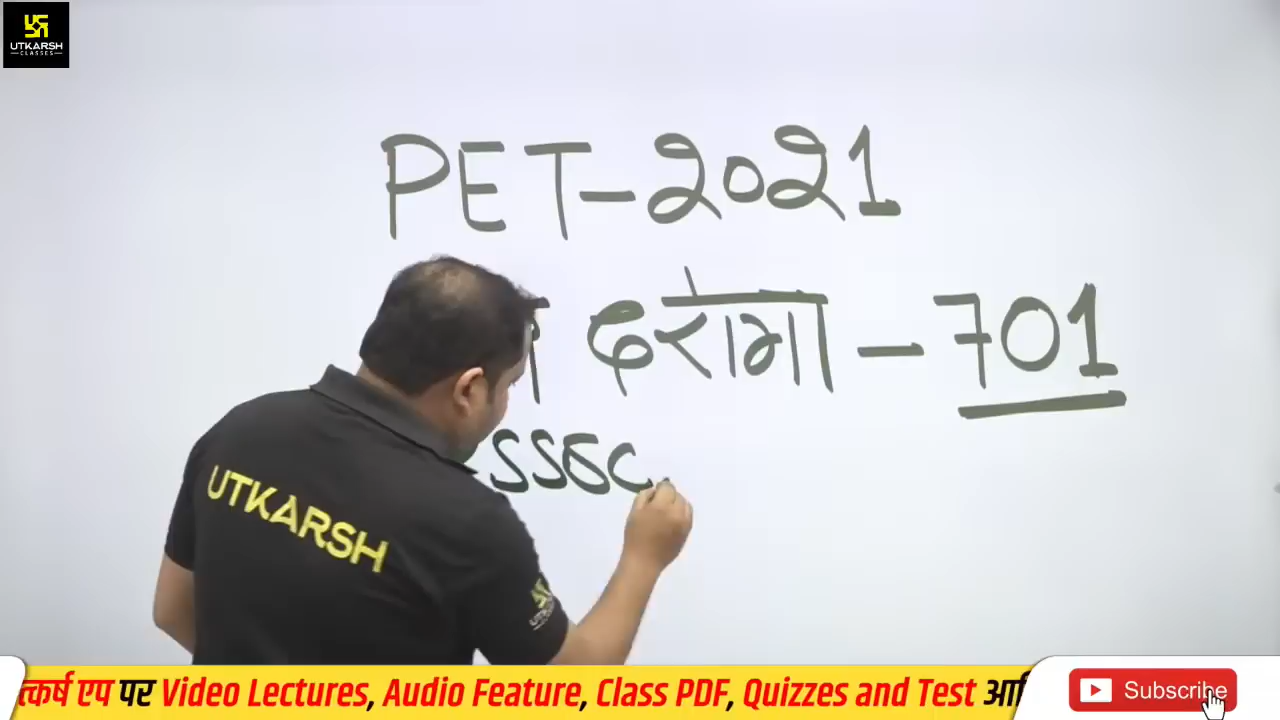 UTKARSH
CLASSES
PET-2021
दरोगा - 701
SSSC
UTKARSH
UTKARSH
एप पर Video Lectures, Audio Feature, Class PDF, Quizzes and Test
Subscribe